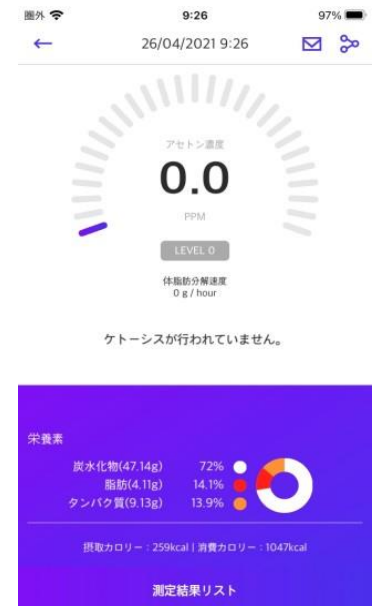 圏外 9:26 97%
26/04/2021 9:26
アセトン濃度
0.0
PPM
LEVEL 0
体脂肪分解速度
0 g / hour
ケトーシスが行われていません。
栄養素
炭水化物(47.14g) 72%
脂肪(4.11g) 14.1%
タンパク質(9.13g) 13.9%
摂取カロリー : 259kcal | 消費カロリー : 1047kcal
測定結果リスト